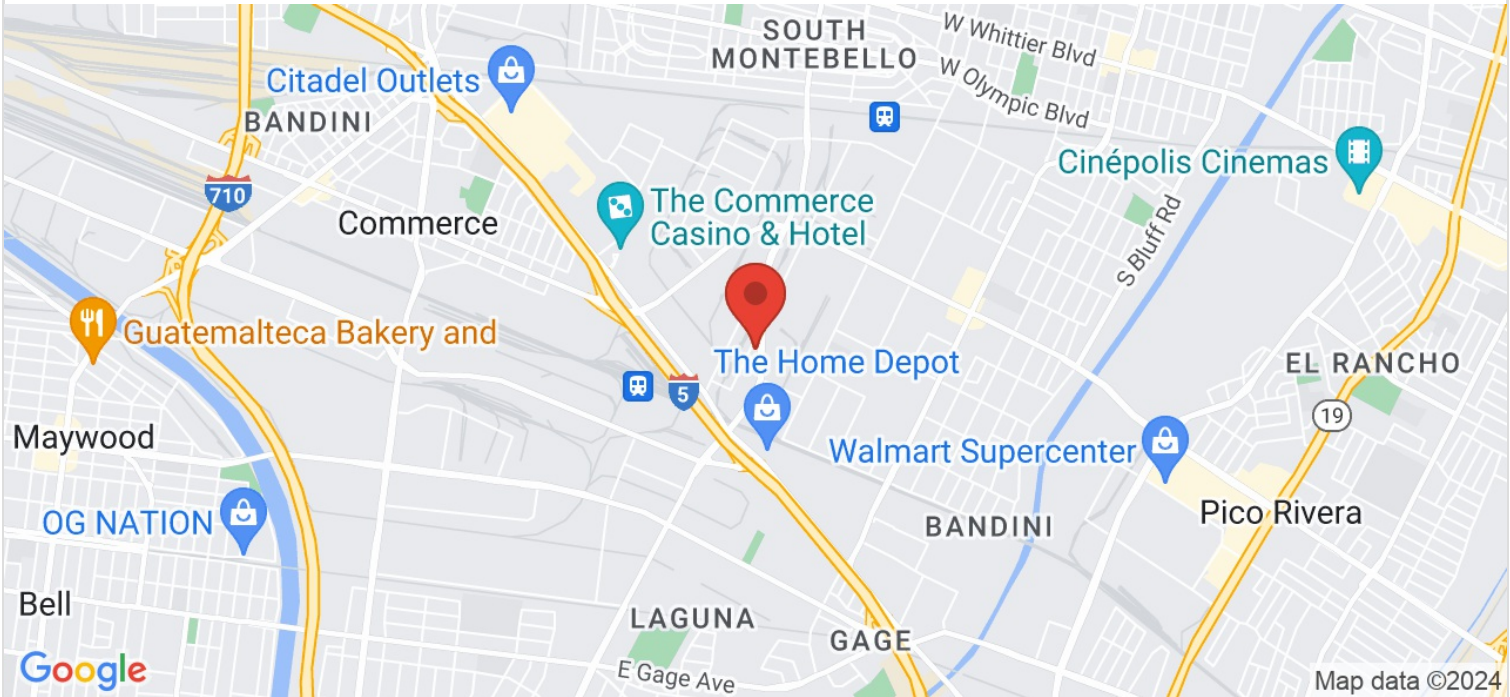 SOUTH
MONTEBELLO
W Whittier Blvd
Citadel Outlets
W Olympic Blvd
BANDINI
Cinépolis Cinemas
710
Commerce
The Commerce
Casino & Hotel
S Bluff Rd
Guatemalteca Bakery and
The Home Depot
EL RANCHO
5
19
Maywood
Walmart Supercenter
OG NATION
BANDINI
Pico Rivera
Bell
LAGUNA
GAGE
E Gage Ave
Google
Map data ©2024